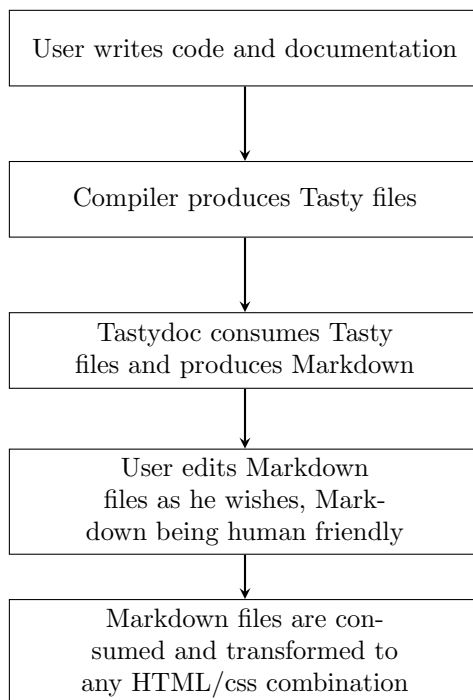 User writes code and documentation
Compiler produces Tasty files
Tastydoc consumes Tasty
files and produces Markdown
User edits Markdown
files as he wishes, Mark-
down being human friendly
Markdown files are con-
sumed and transformed to
any HTML/css combination